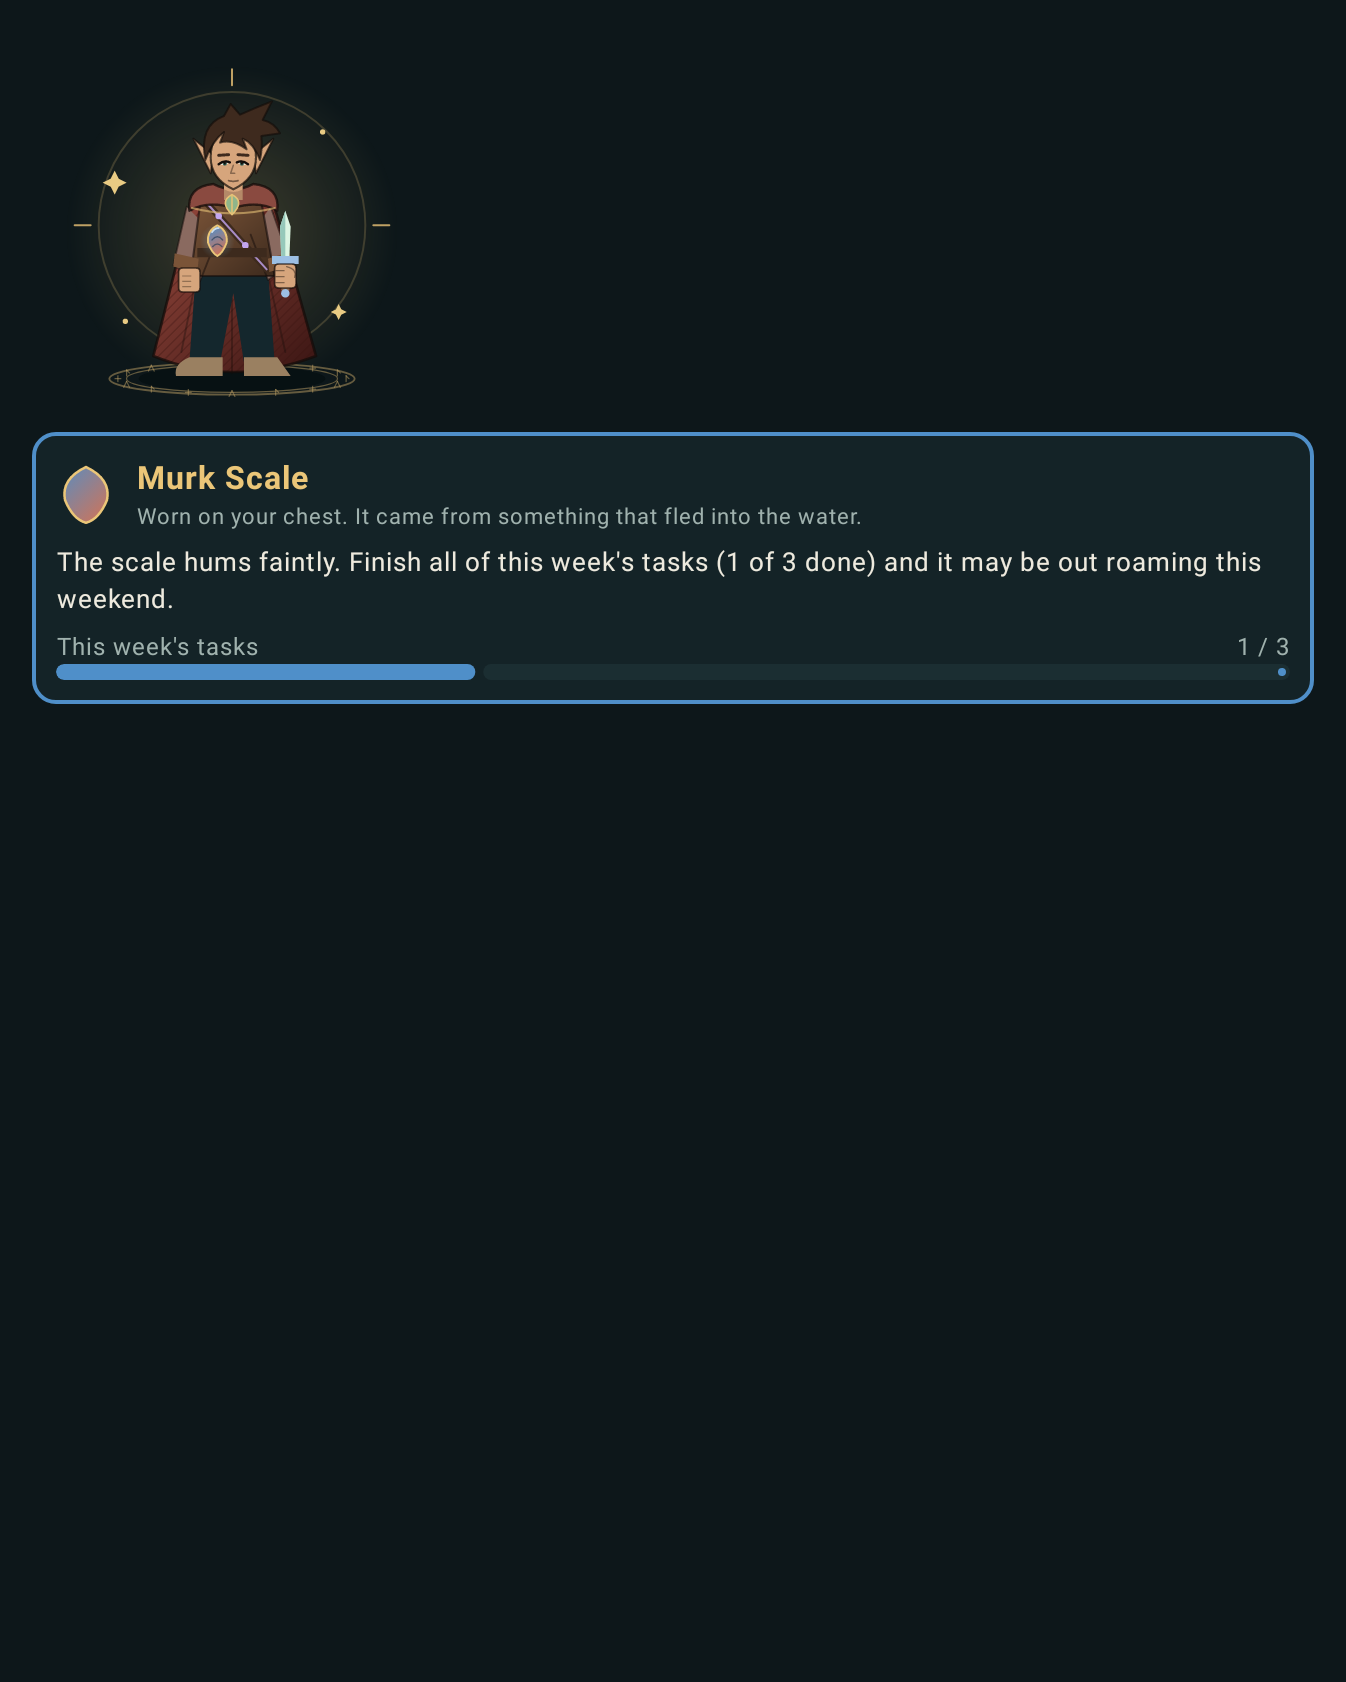 Murk Scale
Worn on your chest. It came from something that fled into the water.
The scale hums faintly. Finish all of this week's tasks (1 of 3 done) and it may be out roaming this
weekend.
This week's tasks
1 / 3